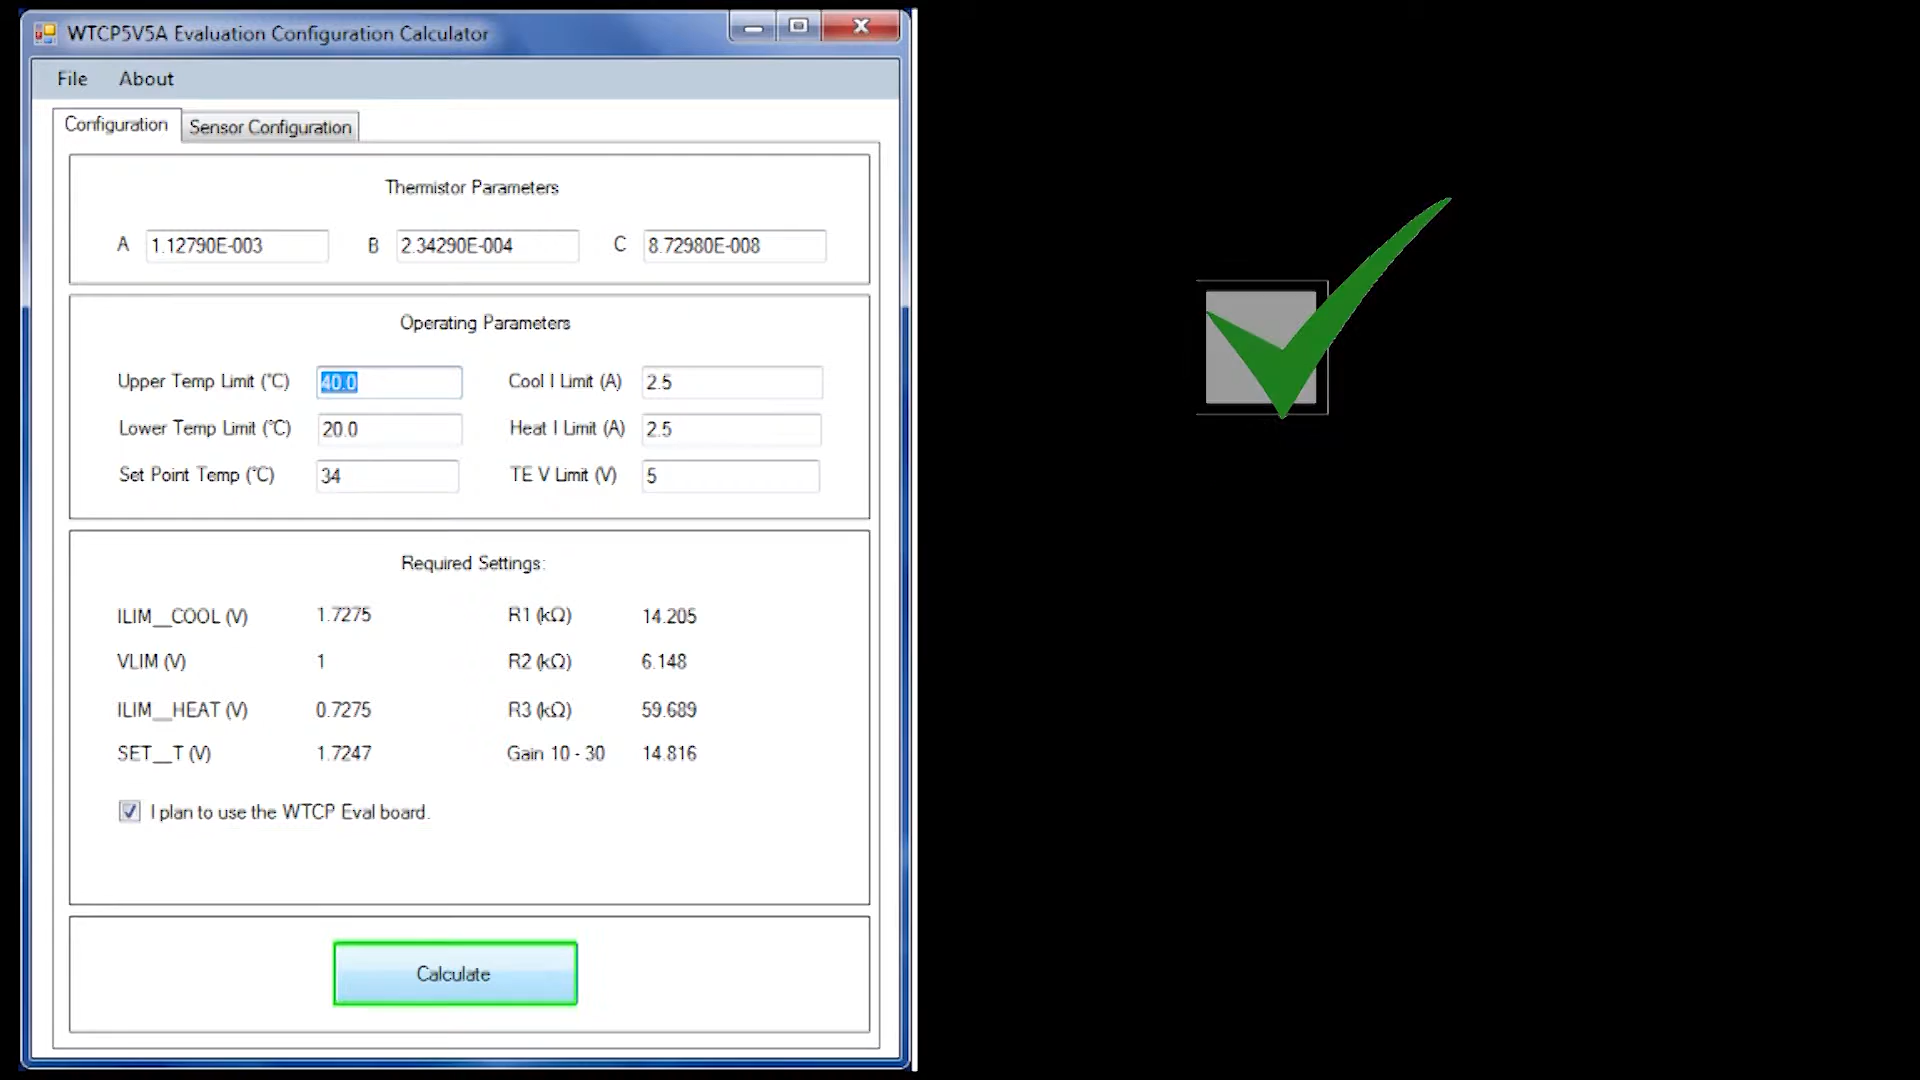 WTCP5V5A Evaluation Configuration Calculator
File About
Configuration Sensor Configuration
Thermistor Parameters
A 1.12790E-003 B 2.34290E-004 C 8.72980E-008
Operating Parameters
Upper Temp Limit (°C) 40.0 Cool I Limit (A) 2.5
Lower Temp Limit (°C) 20.0 Heat I Limit (A) 2.5
Set Point Temp (°C) 34 TE V Limit (V) 5
Required Settings:
ILIM__COOL (V) 1.7275 R1 (kΩ) 14.205
VLIM (V) 1 R2 (kΩ) 6.148
ILIM__HEAT (V) 0.7275 R3 (kΩ) 59.689
SET__T (V) 1.7247 Gain 10 - 30 14.816
I plan to use the WTCP Eval board.
Calculate